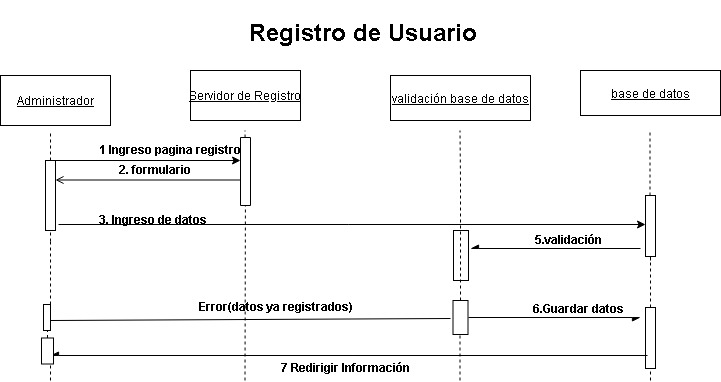 Registro de Usuario
Administrador
Servidor de Registro
validación base de datos
base de datos
1 Ingreso pagina registro
2. formulario
3. Ingreso de datos
5.validación
Error(datos ya registrados)
6.Guardar datos
7 Redirigir Información